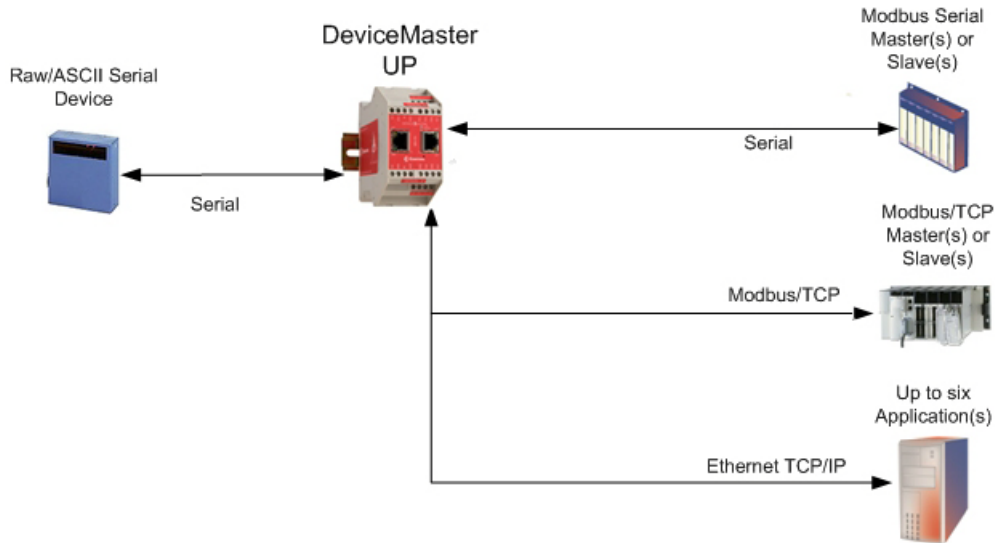 DeviceMaster
UP
Raw/ASCII Serial
Device
Serial
Modbus Serial
Master(s) or
Slave(s)
Serial
Modbus/TCP
Master(s) or
Slave(s)
Modbus/TCP
Up to six
Application(s)
Ethernet TCP/IP